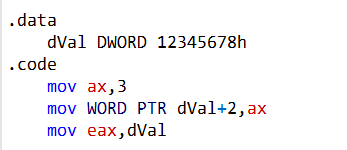 .data
dVal DWORD 12345678h
.code
mov ax,3
mov WORD PTR dVal+2,ax
mov eax,dVal